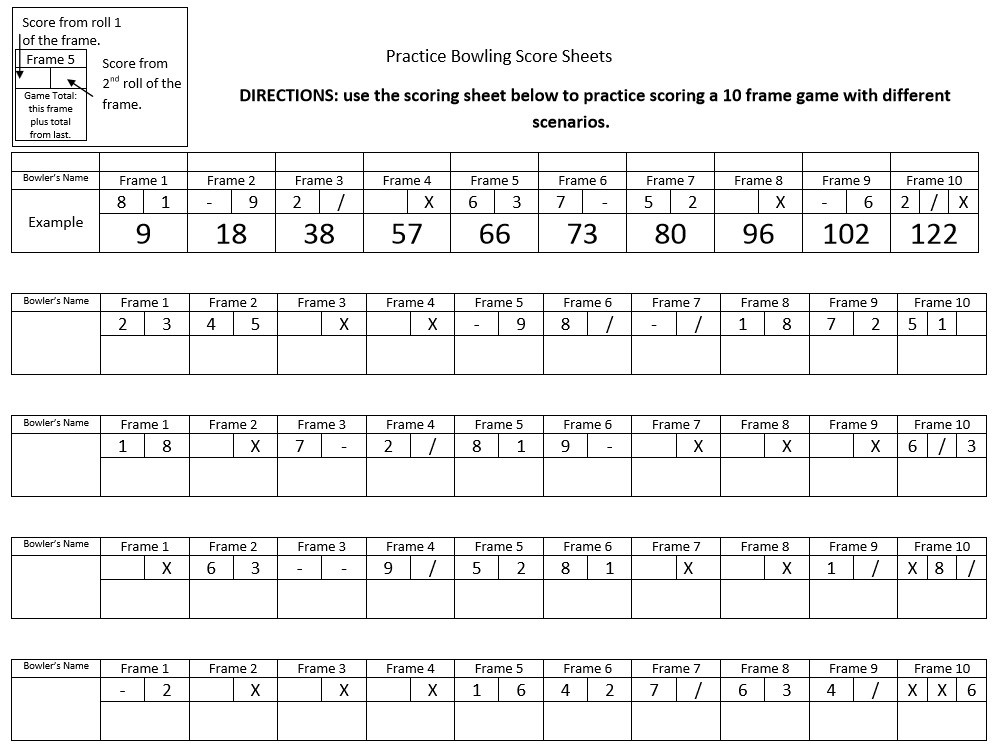 Score from roll 1
of the frame.
Frame 5
Score from
2nd roll of the
frame.
Game Total:
this frame
plus total
from last.
Practice Bowling Score Sheets
DIRECTIONS: use the scoring sheet below to practice scoring a 10 frame game with different
scenarios.
Bowler's Name Frame 1 Frame 2 Frame 3 Frame 4 Frame 5 Frame 6 Frame 7 Frame 8 Frame 9 Frame 10
8 1 - 9 2 / X 6 3 7 - 5 2 X - 6 2 / X
Example 9 18 38 57 66 73 80 96 102 122
Bowler's Name Frame 1 Frame 2 Frame 3 Frame 4 Frame 5 Frame 6 Frame 7 Frame 8 Frame 9 Frame 10
2 3 4 5 X X - 9 8 / - / 1 8 7 2 5 1
Bowler's Name Frame 1 Frame 2 Frame 3 Frame 4 Frame 5 Frame 6 Frame 7 Frame 8 Frame 9 Frame 10
1 8 X 7 - 2 / 8 1 9 - X X X 6 / 3
Bowler's Name Frame 1 Frame 2 Frame 3 Frame 4 Frame 5 Frame 6 Frame 7 Frame 8 Frame 9 Frame 10
X 6 3 - - 9 / 5 2 8 1 X X 1 / X 8 /
Bowler's Name Frame 1 Frame 2 Frame 3 Frame 4 Frame 5 Frame 6 Frame 7 Frame 8 Frame 9 Frame 10
- 2 X X X 1 6 4 2 7 / 6 3 4 / X X 6